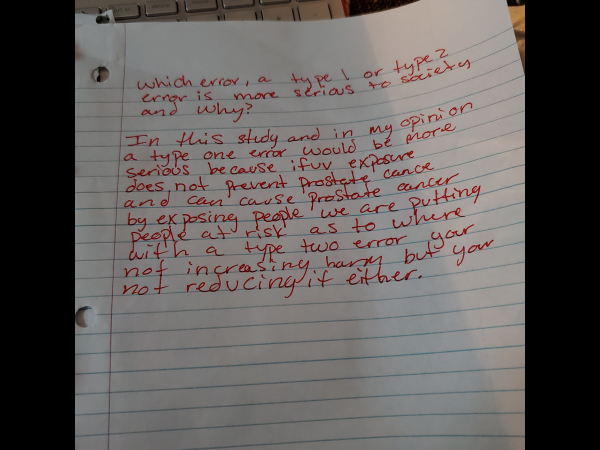 which error, a type 1 or type 2
error is more serious to society
and why?
In this study and in my opinion
a type one error would be more
serious because if uv exposure
does not prevent prostate cance
and can cause prostate cancer
by exposing people we are putting
people at risk as to where
with a type two error your
not increasing harm but your
not reducing it either.